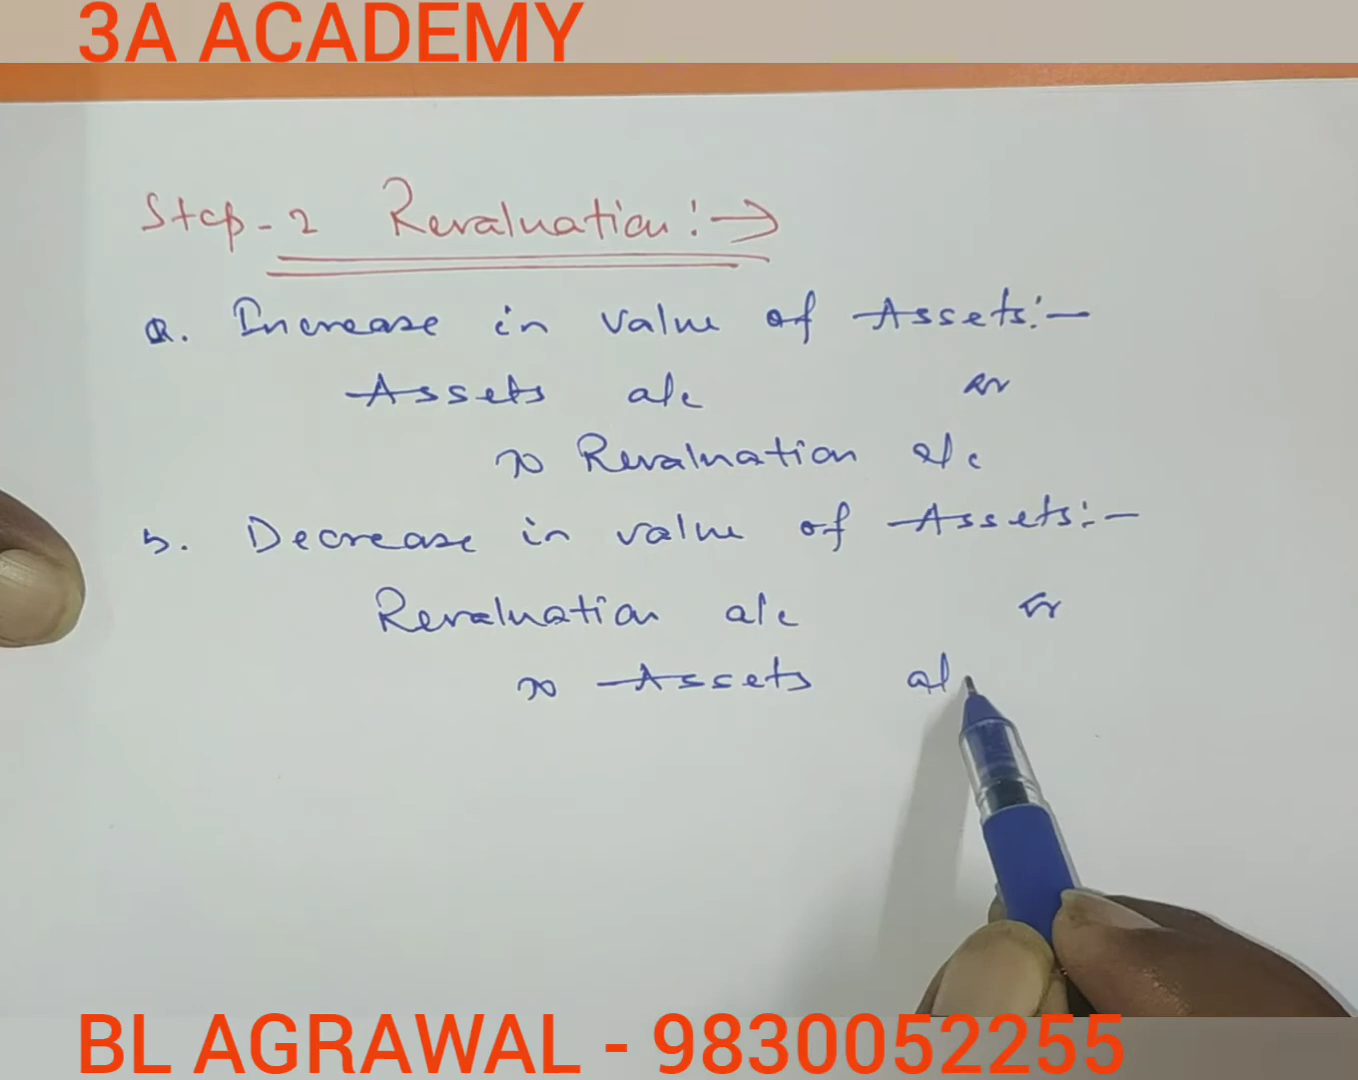 3A ACADEMY
Step-2 Revaluation:→
a. Increase in value of Assets:-
Assets a/c Dr
To Revaluation a/c
b. Decrease in value of Assets:-
Revaluation a/c Dr
To Assets a/
BL AGRAWAL - 9830052255